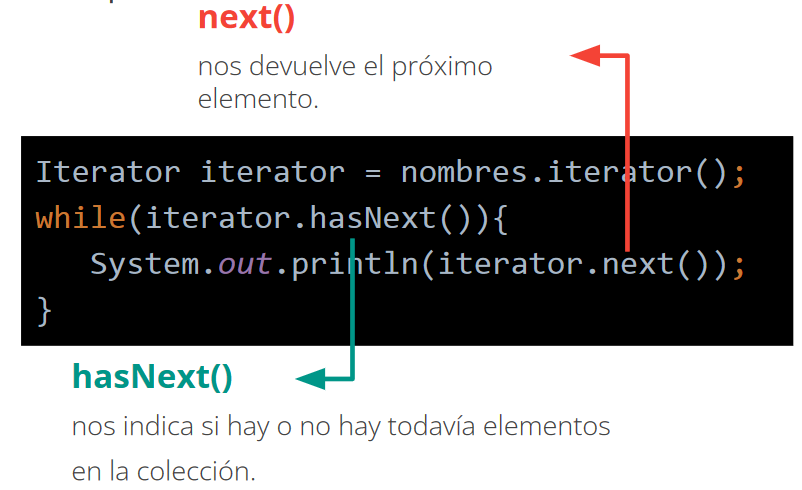 next()
nos devuelve el próximo
elemento.
Iterator iterator = nombres.iterator();
while(iterator.hasNext()){
System.out.println(iterator.next());
}
hasNext()
nos indica si hay o no hay todavía elementos
en la colección.